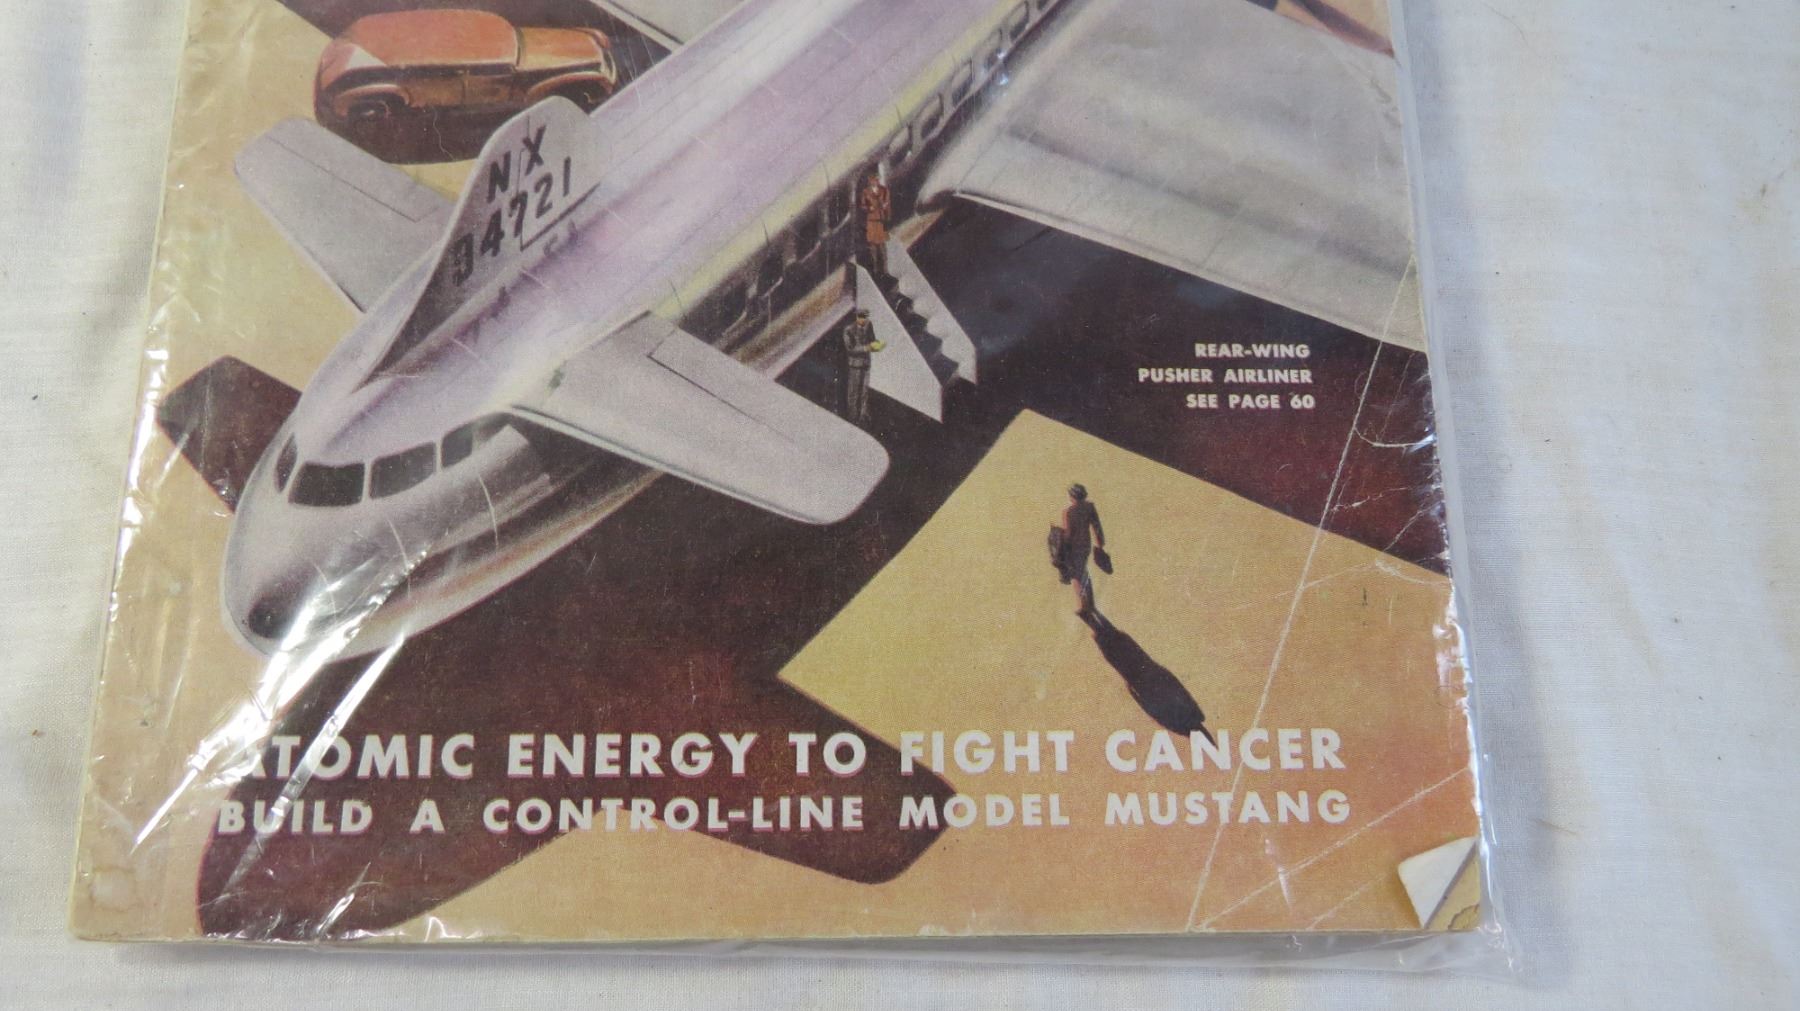 NX
34721
REAR-WING
PUSHER AIRLINER
SEE PAGE 60
ATOMIC ENERGY TO FIGHT CANCER
BUILD A CONTROL-LINE MODEL MUSTANG